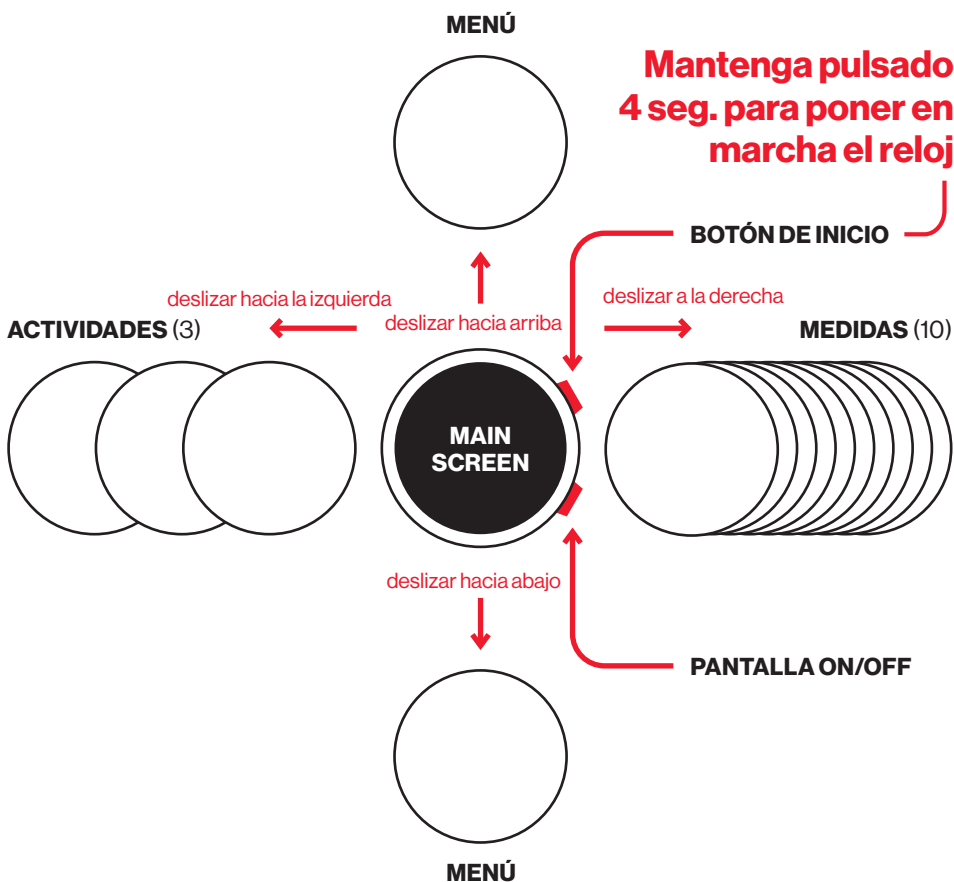 MENÚ
Mantenga pulsado
4 seg. para poner en
marcha el reloj
BOTÓN DE INICIO
deslizar hacia la izquierda
deslizar a la derecha
deslizar hacia arriba
ACTIVIDADES (3)
MEDIDAS (10)
MAIN
SCREEN
deslizar hacia abajo
PANTALLA ON/OFF
MENÚ